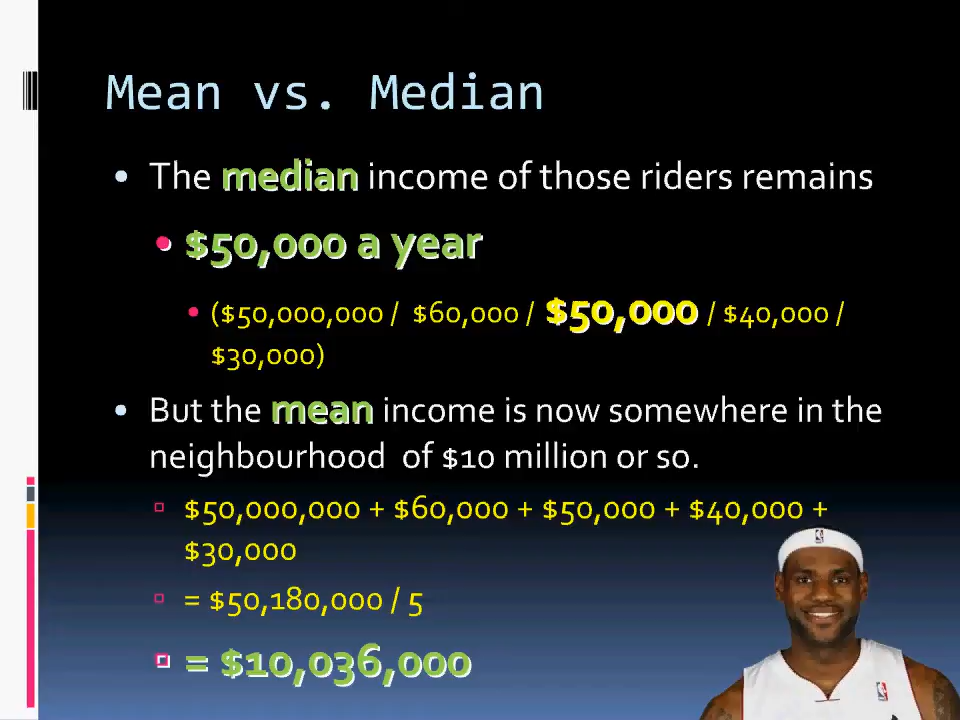 Mean vs. Median
• The median income of those riders remains
• $50,000 a year
• ($50,000,000 / $60,000 / $50,000 / $40,000 /
$30,000)
• But the mean income is now somewhere in the
neighbourhood of $10 million or so.
▫ $50,000,000 + $60,000 + $50,000 + $40,000 +
$30,000
▫ = $50,180,000 / 5
▫ = $10,036,000